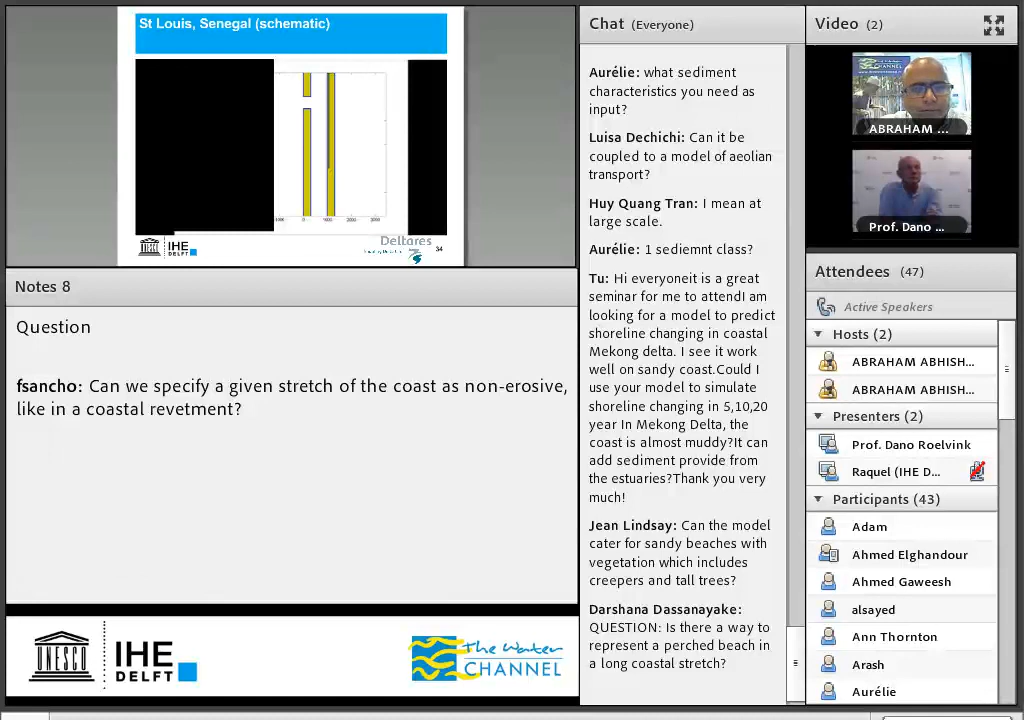 St Louis, Senegal (schematic)
0
1000
2000
3000
unesco
IHE
DELFT
Deltares
34
Notes 8
Question
fsancho: Can we specify a given stretch of the coast as non-erosive,
like in a coastal revetment?
UNESCO
IHE
DELFT
The Water
CHANNEL
Chat (Everyone)
Aurélie: what sediment
characteristics you need as
input?
Luisa Dechichi: Can it be
coupled to a model of aeolian
transport?
Huy Quang Tran: I mean at
large scale.
Aurélie: 1 sediemnt class?
Tu: Hi everyoneit is a great
seminar for me to attendI am
looking for a model to predict
shoreline changing in coastal
Mekong delta. I see it work
well on sandy coast.Could I
use your model to simulate
shoreline changing in 5,10,20
year In Mekong Delta, the
coast is almost muddy?It can
add sediment provide from
the estuaries?Thank you very
much!
Jean Lindsay: Can the model
cater for sandy beaches with
vegetation which includes
creepers and tall trees?
Darshana Dassanayake:
QUESTION: Is there a way to
represent a perched beach in
a long coastal stretch?
Video (2)
CHANNEL
ABRAHAM ...
Prof. Dano ...
Attendees (47)
Active Speakers
Hosts (2)
ABRAHAM ABHISH...
ABRAHAM ABHISH...
Presenters (2)
Prof. Dano Roelvink
Raquel (IHE D...
Participants (43)
Adam
Ahmed Elghandour
Ahmed Gaweesh
alsayed
Ann Thornton
Arash
Aurélie